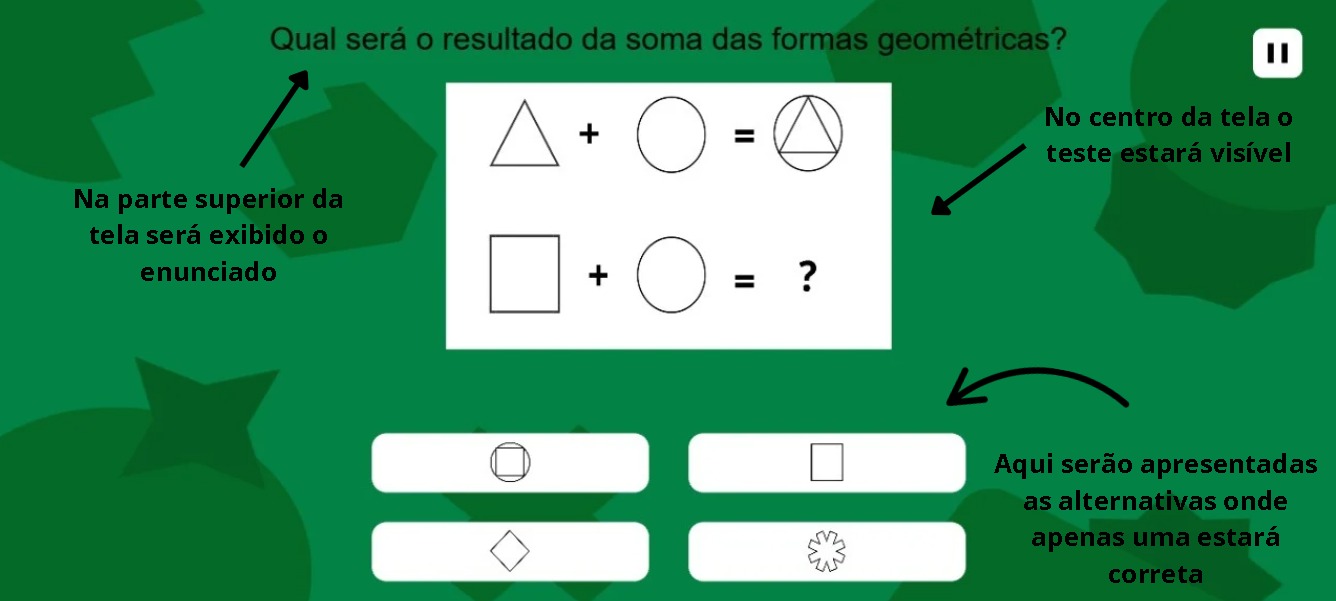 Qual será o resultado da soma das formas geométricas?
Na parte superior da
tela será exibido o
enunciado
+ =
+ = ?
No centro da tela o
teste estará visível
Aqui serão apresentadas
as alternativas onde
apenas uma estará
correta